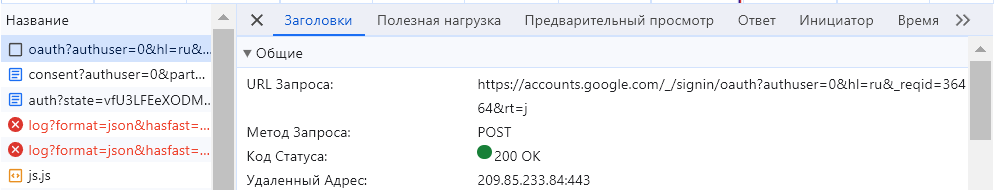 Название
Заголовки Полезная нагрузка Предварительный просмотр Ответ Инициатор Время
oauth?authuser=0&hl=ru&...
Общие
consent?authuser=0&part...
URL Запроса: https://accounts.google.com/_/signin/oauth?authuser=0&hl=ru&_reqid=364
64&rt=j
auth?state=vfU3LFEeXODM...
log?format=json&hasfast=...
Метод Запроса: POST
log?format=json&hasfast=...
Код Статуса: 200 OK
js.js
Удаленный Адрес: 209.85.233.84:443